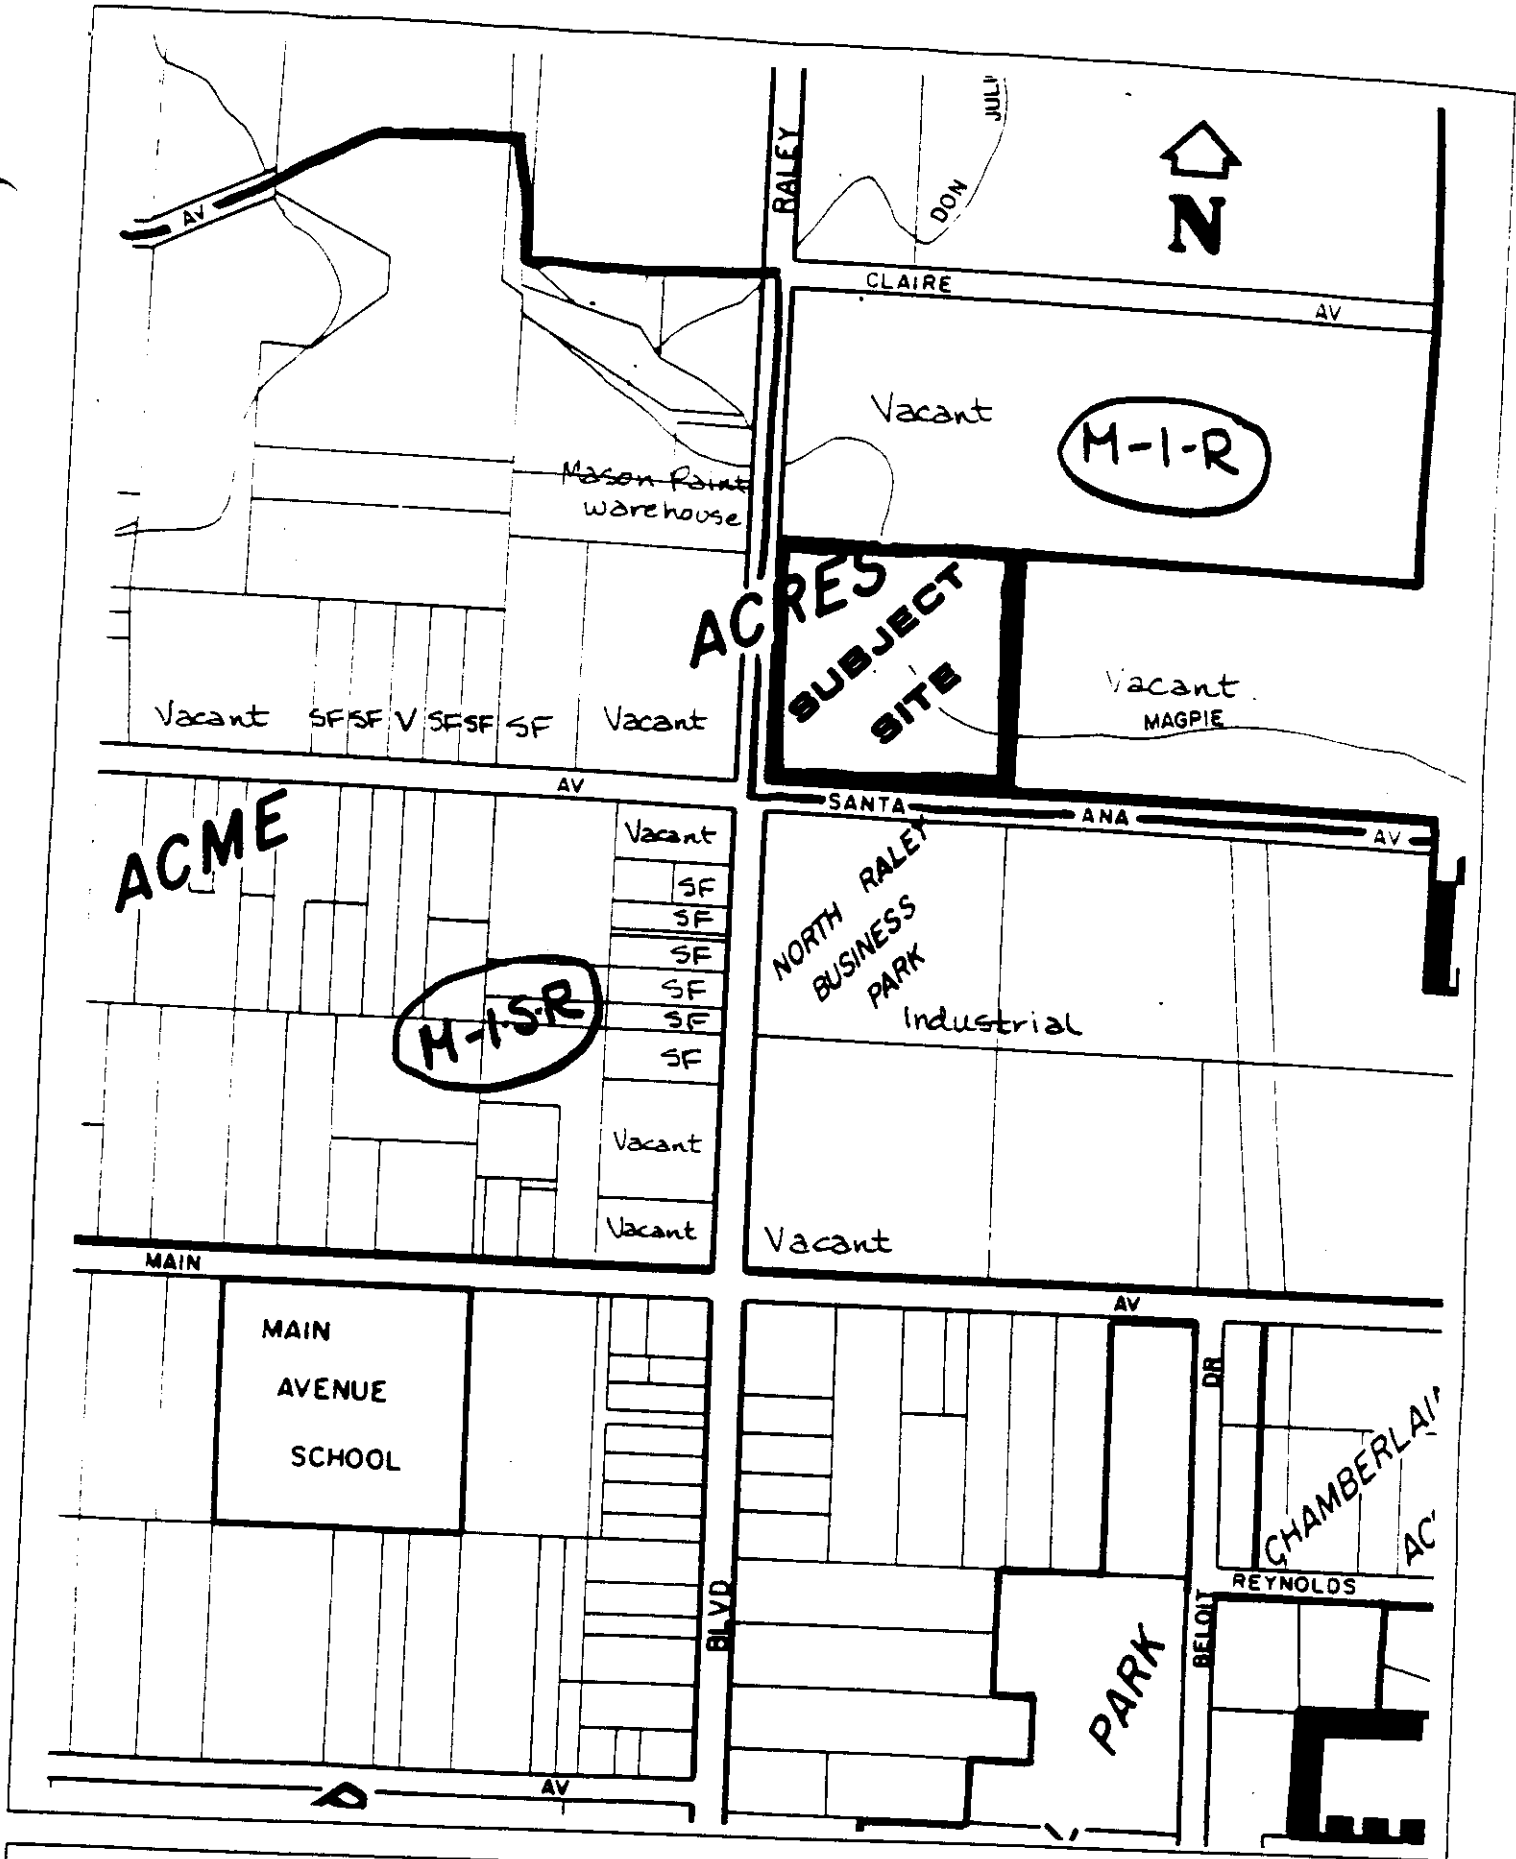 RALEY
JULI
DON
N
AV
CLAIRE
AV
Vacant
M-1-R
Mason Paint
warehouse
ACRES
SUBJECT
SITE
Vacant
MAGPIE
Vacant SF SF V SF SF SF Vacant
AV
SANTA ANA AV
ACME
Vacant
SF
SF
SF
SF
SF
SF
NORTH RALEY
BUSINESS
PARK
Industrial
M-1-S-R
Vacant
Vacant
Vacant
MAIN
AV
MAIN
AVENUE
SCHOOL
DR
CHAMBERLAI
AC
REYNOLDS
BLVD
BELOIT
PARK
AV